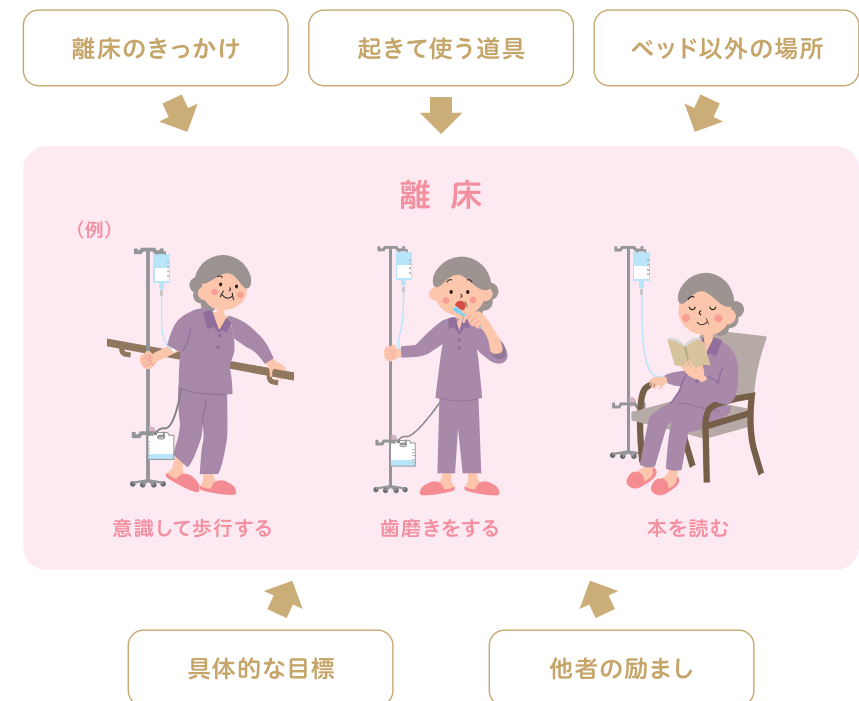 離床のきっかけ
起きて使う道具
ベッド以外の場所
離 床
（例）
意識して歩行する
歯磨きをする
本を読む
具体的な目標
他者の励まし